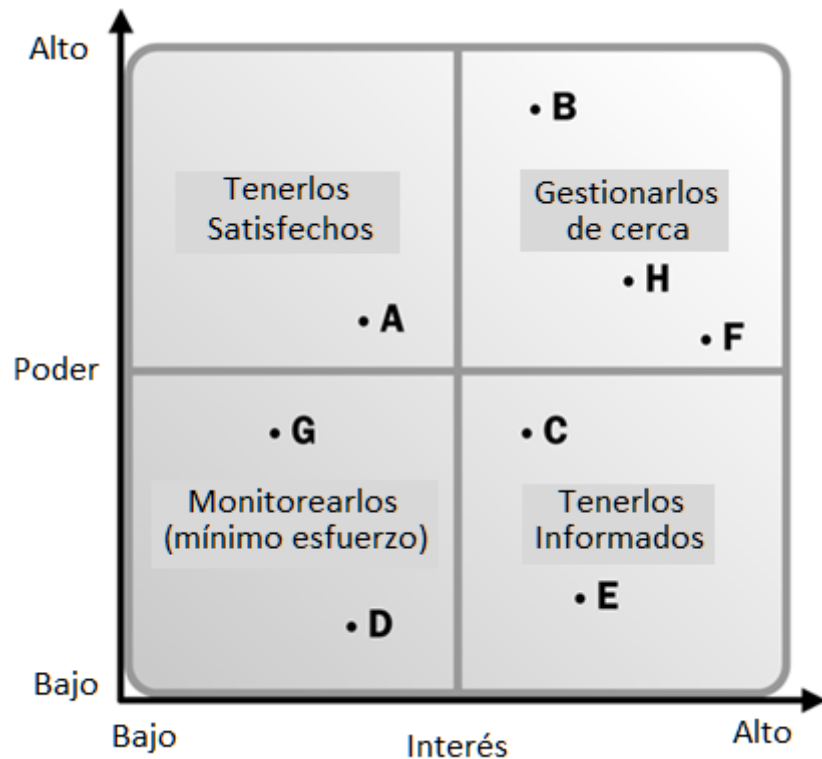 Alto
B
Tenerlos
Satisfechos
Gestionarlos
de cerca
H
A
F
Poder
G
C
Monitorearlos
(mínimo esfuerzo)
Tenerlos
Informados
E
D
Bajo
Bajo
Interés
Alto